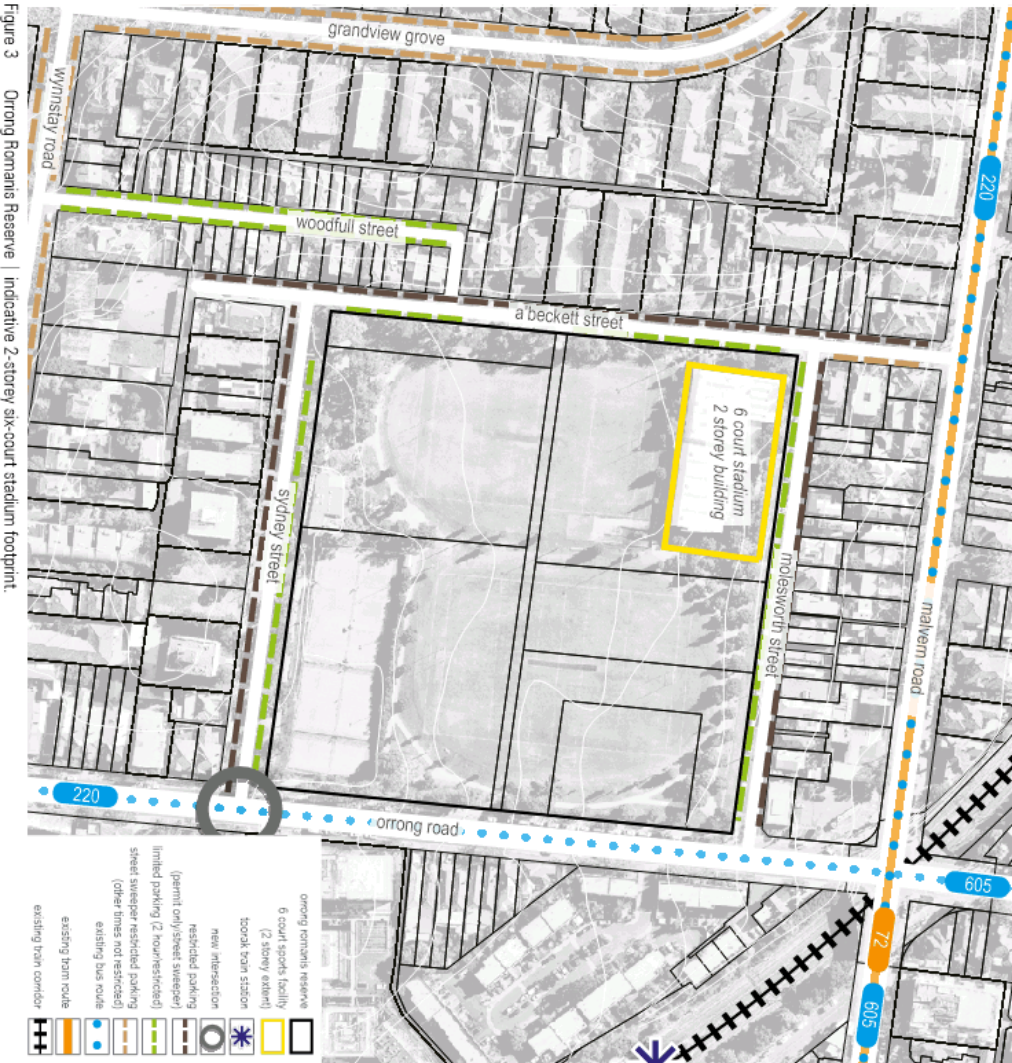 grandview grove
wynnstay road
woodfull street
a'beckett street
220
6 court stadium
2 storey building
molesworth street
sydney street
malvern road
220
orrong road
605
72
605
orrong romanis reserve
6 court sports facility
(2 storey extent)
toorak train station
new intersection
restricted parking
(permit only/street sweeper)
limited parking (2 hour/restricted)
street sweeper restricted parking
(other times not restricted)
existing bus route
existing tram route
existing train corridor
Figure 3 Orrong Romanis Reserve | indicative 2-storey six-court stadium footprint.